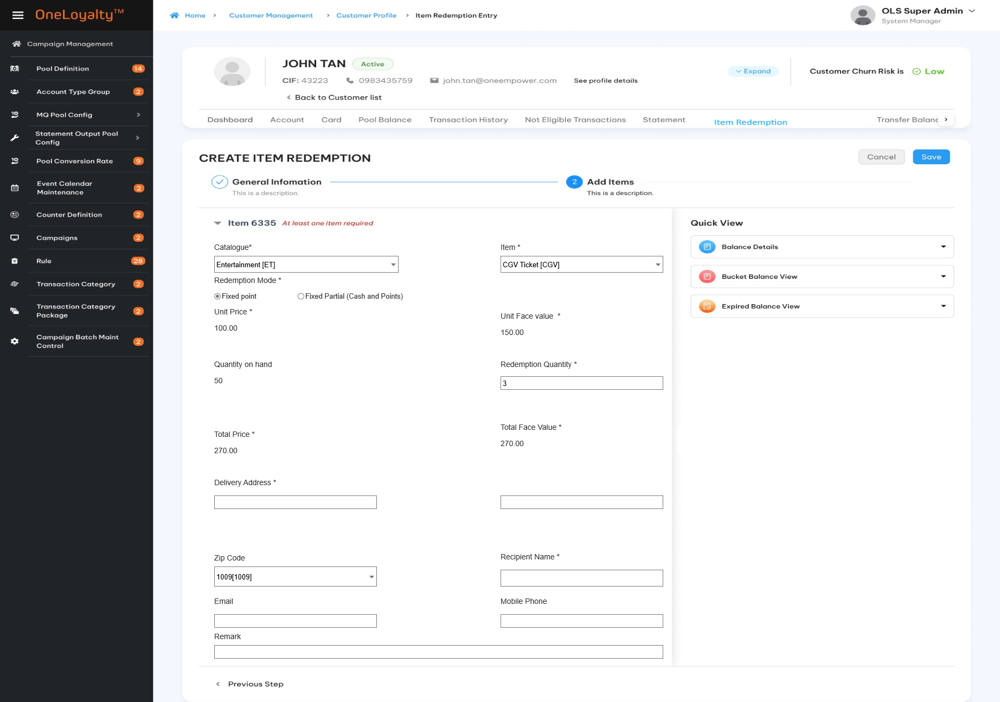 OneLoyalty™
Home > Customer Management > Customer Profile > Item Redemption Entry
OLS Super Admin
System Manager
Campaign Management
Pool Definition 14
Account Type Group 2
MQ Pool Config >
Statement Output Pool
Config >
Pool Conversion Rate 9
Event Calendar
Maintenance 2
Counter Definition 2
Campaigns 2
Rule 28
Transaction Category 2
Transaction Category
Package 2
Campaign Batch Maint
Control 2
JOHN TAN Active
CIF: 43223 0983435759 john.tan@oneempower.com See profile details
< Back to Customer list
Expand
Customer Churn Risk is Low
Dashboard Account Card Pool Balance Transaction History Not Eligible Transactions Statement Item Redemption Transfer Balanc >
CREATE ITEM REDEMPTION
Cancel Save
General Infomation
This is a description.
2 Add Items
This is a description.
Item 6335 At least one item required
Catalogue* Item *
Entertainment [ET] CGV Ticket [CGV]
Redemption Mode *
Fixed point Fixed Partial (Cash and Points)
Unit Price * Unit Face value *
100.00 150.00
Quantity on hand Redemption Quantity *
50 3
Total Price * Total Face Value *
270.00 270.00
Delivery Address *
Zip Code Recipient Name *
1009[1009]
Email Mobile Phone
Remark
< Previous Step
Quick View
Balance Details
Bucket Balance View
Expired Balance View